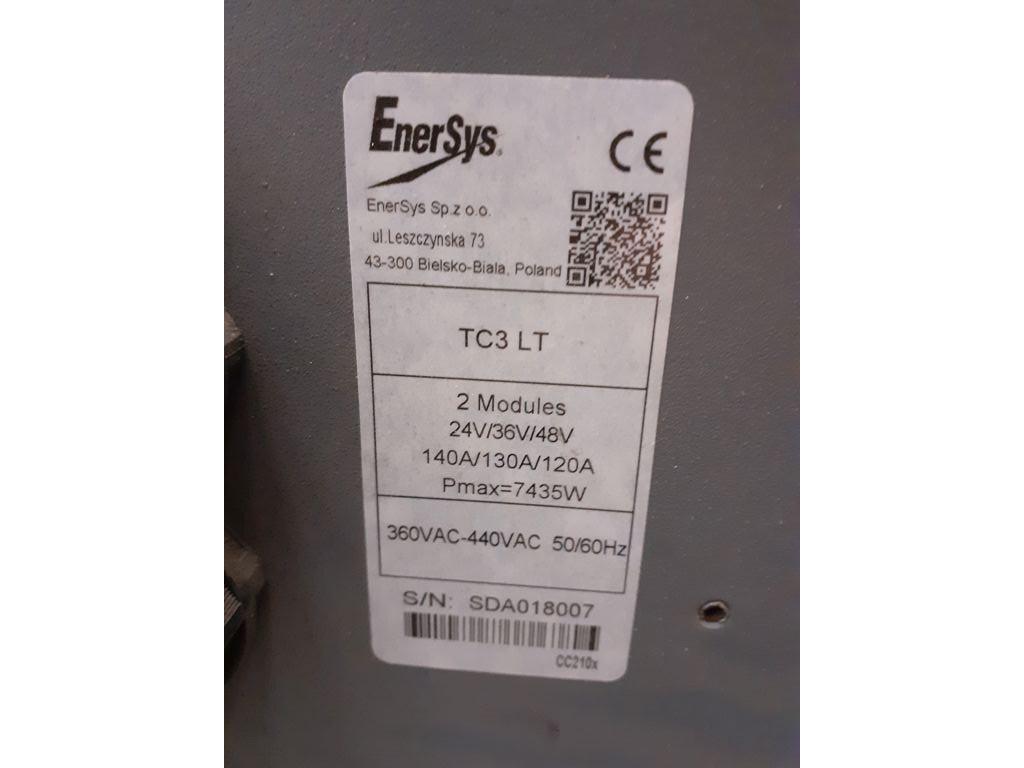 EnerSys
CE
EnerSys Sp.z o.o.
ul.Leszczynska 73
43-300 Bielsko-Biala, Poland
TC3 LT
2 Modules
24V/36V/48V
140A/130A/120A
Pmax=7435W
360VAC-440VAC 50/60Hz
S/N: SDA018007
CC210x